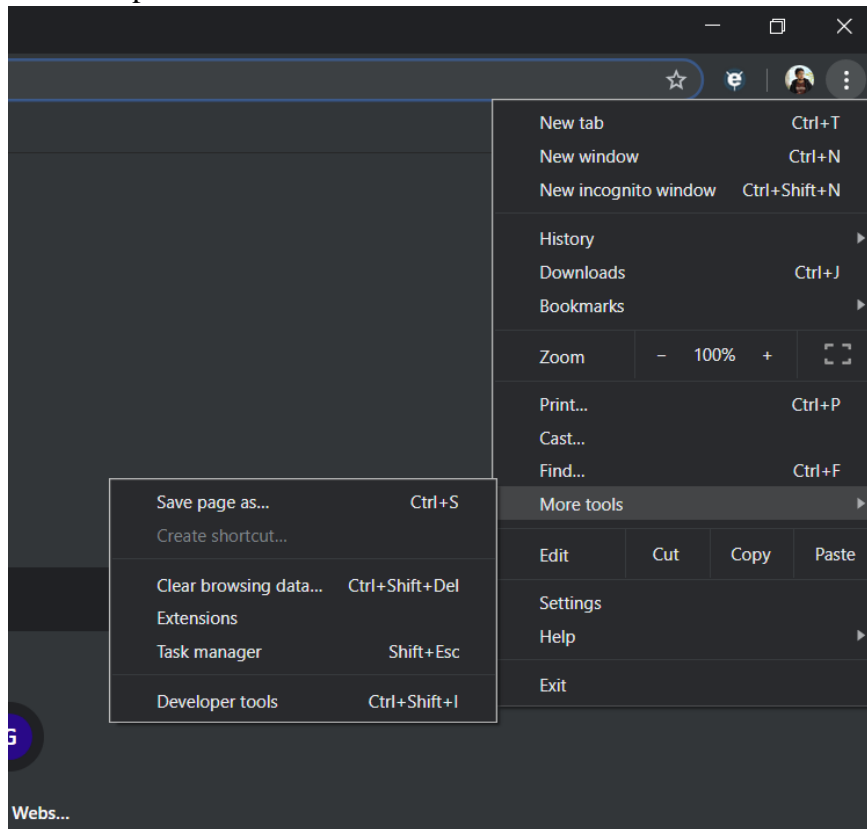 New tab Ctrl+T
New window Ctrl+N
New incognito window Ctrl+Shift+N
History
Downloads Ctrl+J
Bookmarks
Zoom - 100% +
Print... Ctrl+P
Cast...
Find... Ctrl+F
More tools
Edit Cut Copy Paste
Settings
Help
Exit
Save page as... Ctrl+S
Create shortcut...
Clear browsing data... Ctrl+Shift+Del
Extensions
Task manager Shift+Esc
Developer tools Ctrl+Shift+I
G
Webs...